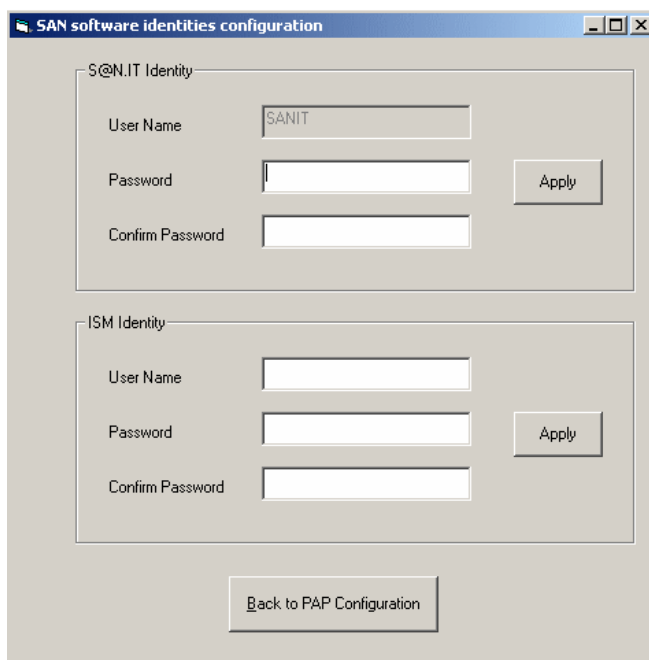 SAN software identities configuration
S@N.IT Identity
User Name
SANIT
Password
Apply
Confirm Password
ISM Identity
User Name
Password
Apply
Confirm Password
Back to PAP Configuration